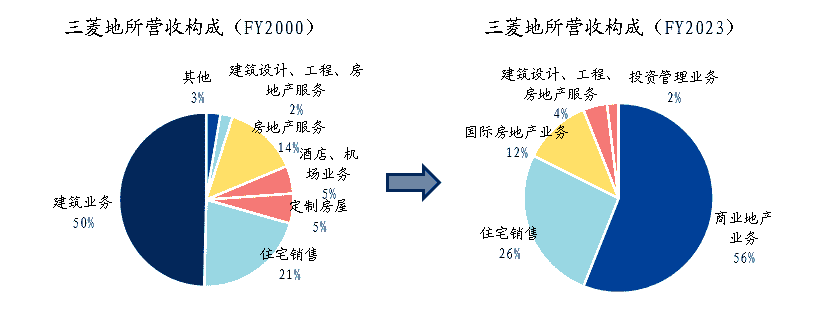 三菱地所营收构成（FY2000）
其他
3%
建筑设计、工程、房
地产服务
2%
房地产服务
14%
酒店、机
场业务
5%
定制房屋
5%
住宅销售
21%
建筑业务
50%
三菱地所营收构成（FY2023）
建筑设计、工程、
房地产服务
4%
投资管理业务
2%
国际房地产业务
12%
住宅销售
26%
商业地产
业务
56%